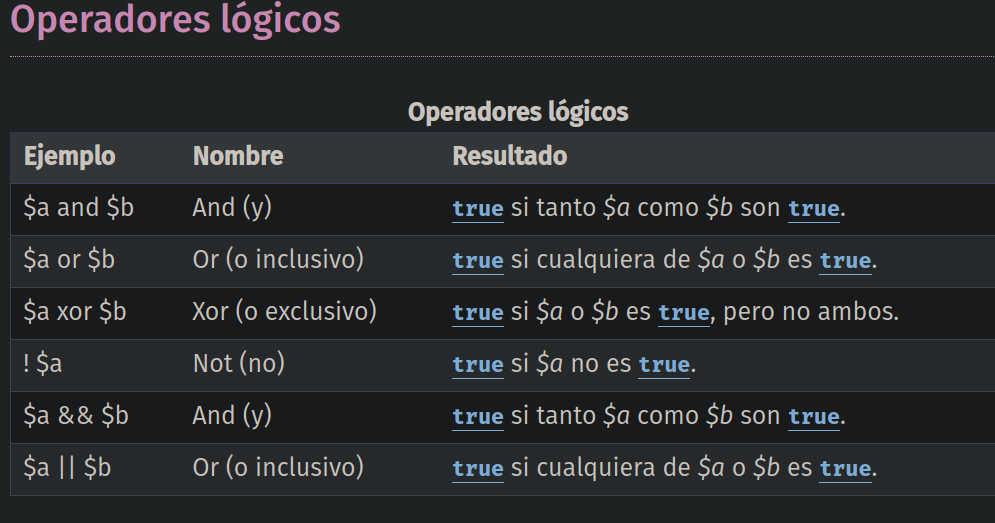 Operadores lógicos
Operadores lógicos
Ejemplo Nombre Resultado
$a and $b And (y) true si tanto $a como $b son true.
$a or $b Or (o inclusivo) true si cualquiera de $a o $b es true.
$a xor $b Xor (o exclusivo) true si $a o $b es true, pero no ambos.
! $a Not (no) true si $a no es true.
$a && $b And (y) true si tanto $a como $b son true.
$a || $b Or (o inclusivo) true si cualquiera de $a o $b es true.